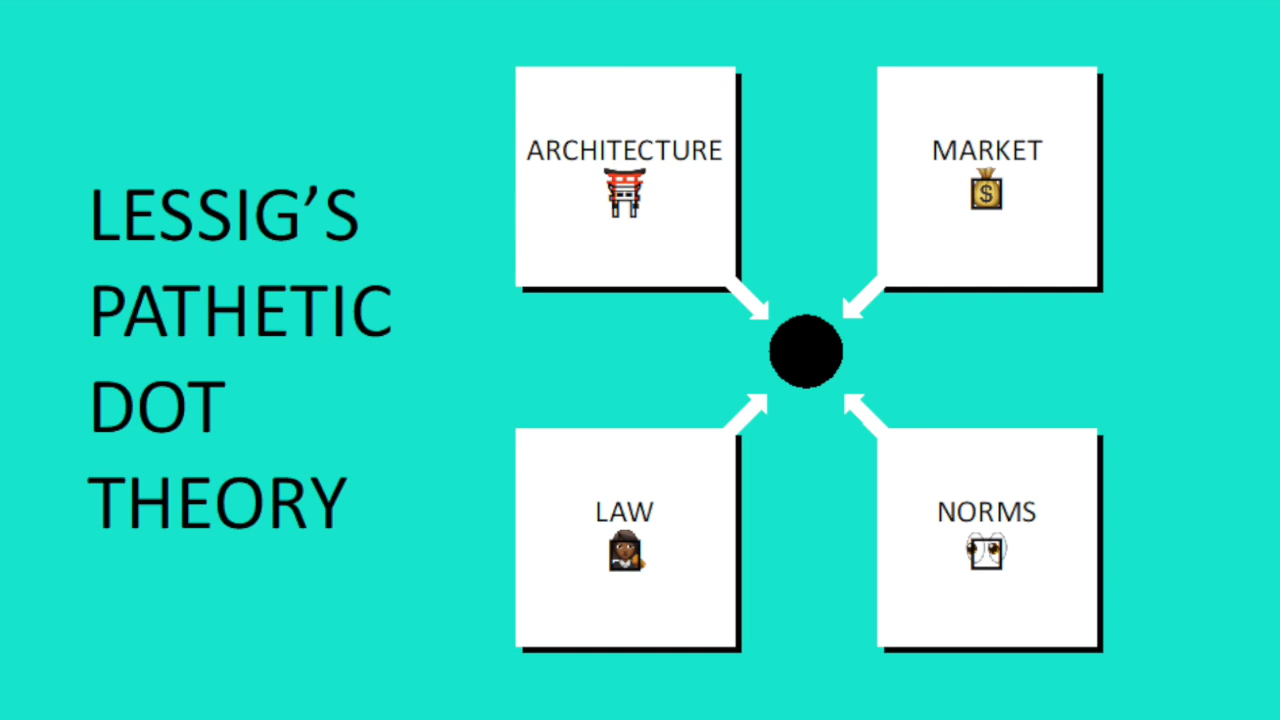 LESSIG’S
PATHETIC
DOT
THEORY
ARCHITECTURE
MARKET
$
LAW
NORMS